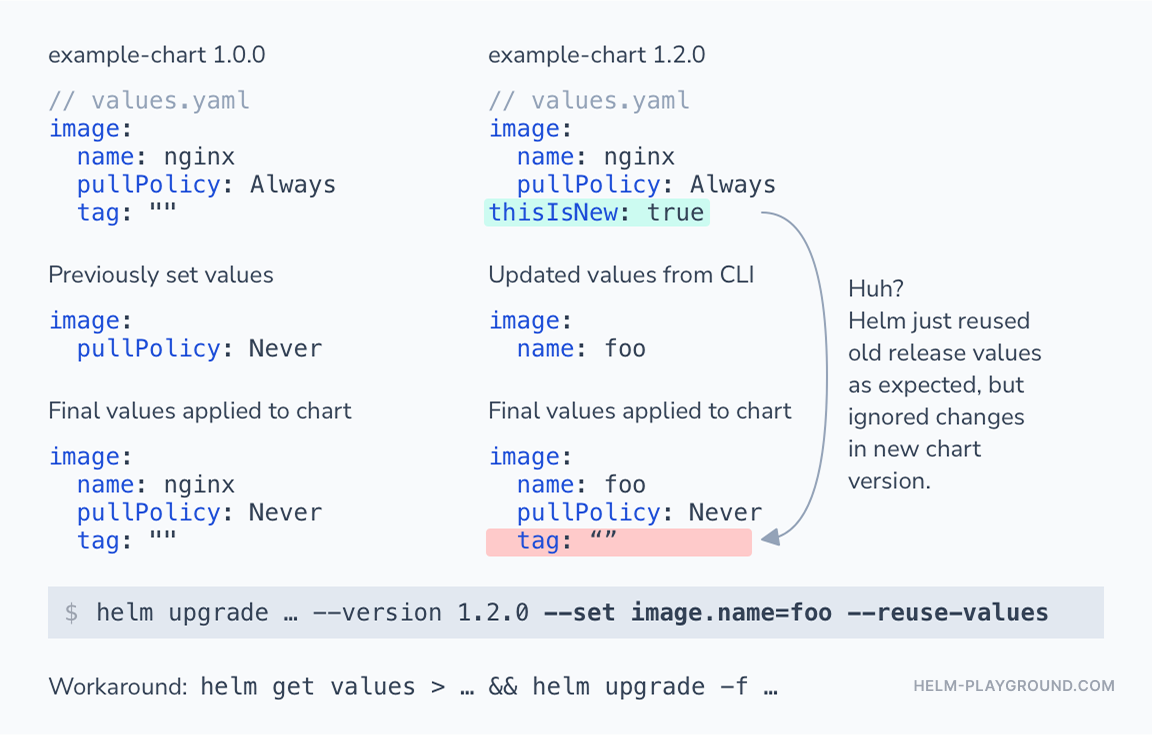 example-chart 1.0.0
// values.yaml
image:
  name: nginx
  pullPolicy: Always
  tag: ""
Previously set values
image:
  pullPolicy: Never
Final values applied to chart
image:
  name: nginx
  pullPolicy: Never
  tag: ""
example-chart 1.2.0
// values.yaml
image:
  name: nginx
  pullPolicy: Always
thisIsNew: true
Updated values from CLI
image:
  name: foo
Final values applied to chart
image:
  name: foo
  pullPolicy: Never
  tag: “”
Huh?
Helm just reused
old release values
as expected, but
ignored changes
in new chart
version.
$ helm upgrade … --version 1.2.0 --set image.name=foo --reuse-values
Workaround: helm get values > … && helm upgrade -f …
HELM-PLAYGROUND.COM